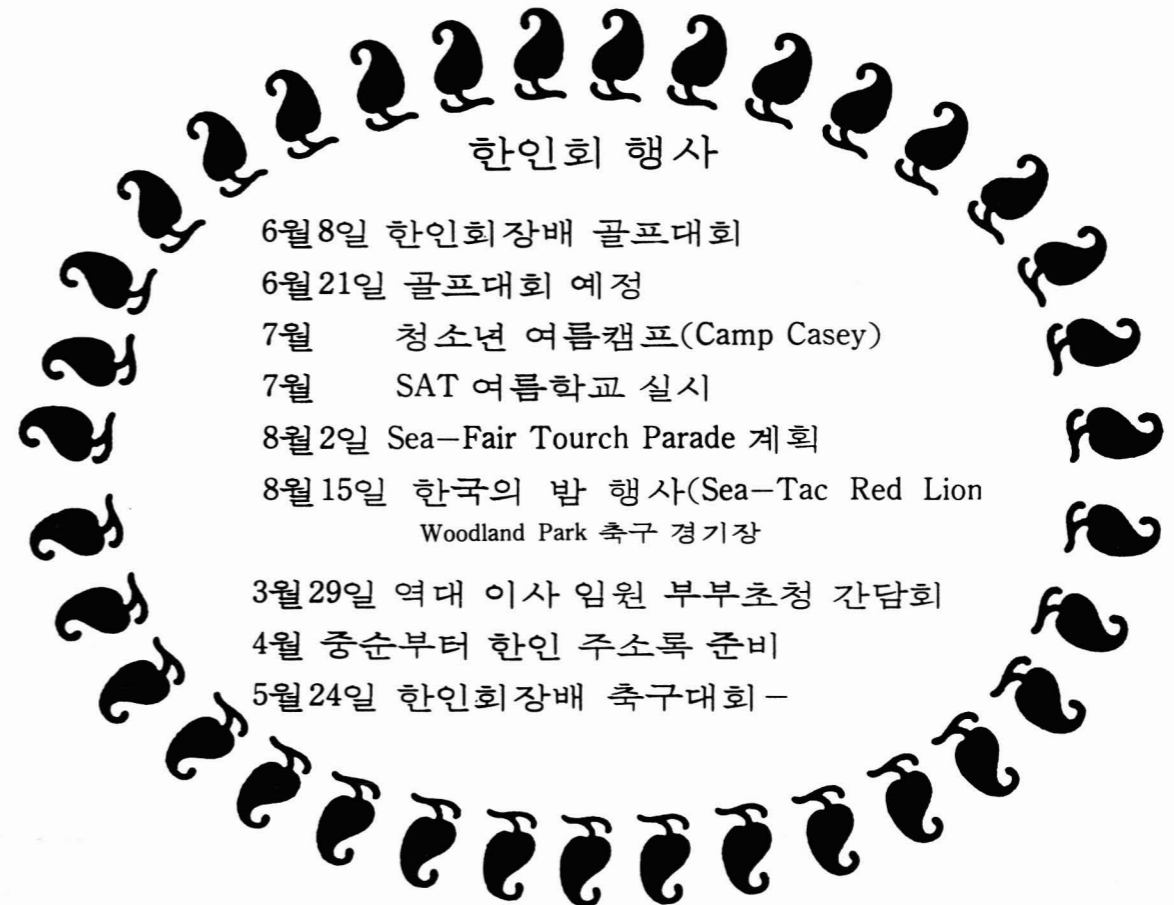 한인회 행사
6월8일 한인회장배 골프대회
6월21일 골프대회 예정
7월 청소년 여름캠프(Camp Casey)
7월 SAT 여름학교 실시
8월2일 Sea-Fair Tourch Parade 계획
8월15일 한국의 밤 행사(Sea-Tac Red Lion
Woodland Park 축구 경기장
3월29일 역대 이사 임원 부부초청 간담회
4월 중순부터 한인 주소록 준비
5월24일 한인회장배 축구대회-